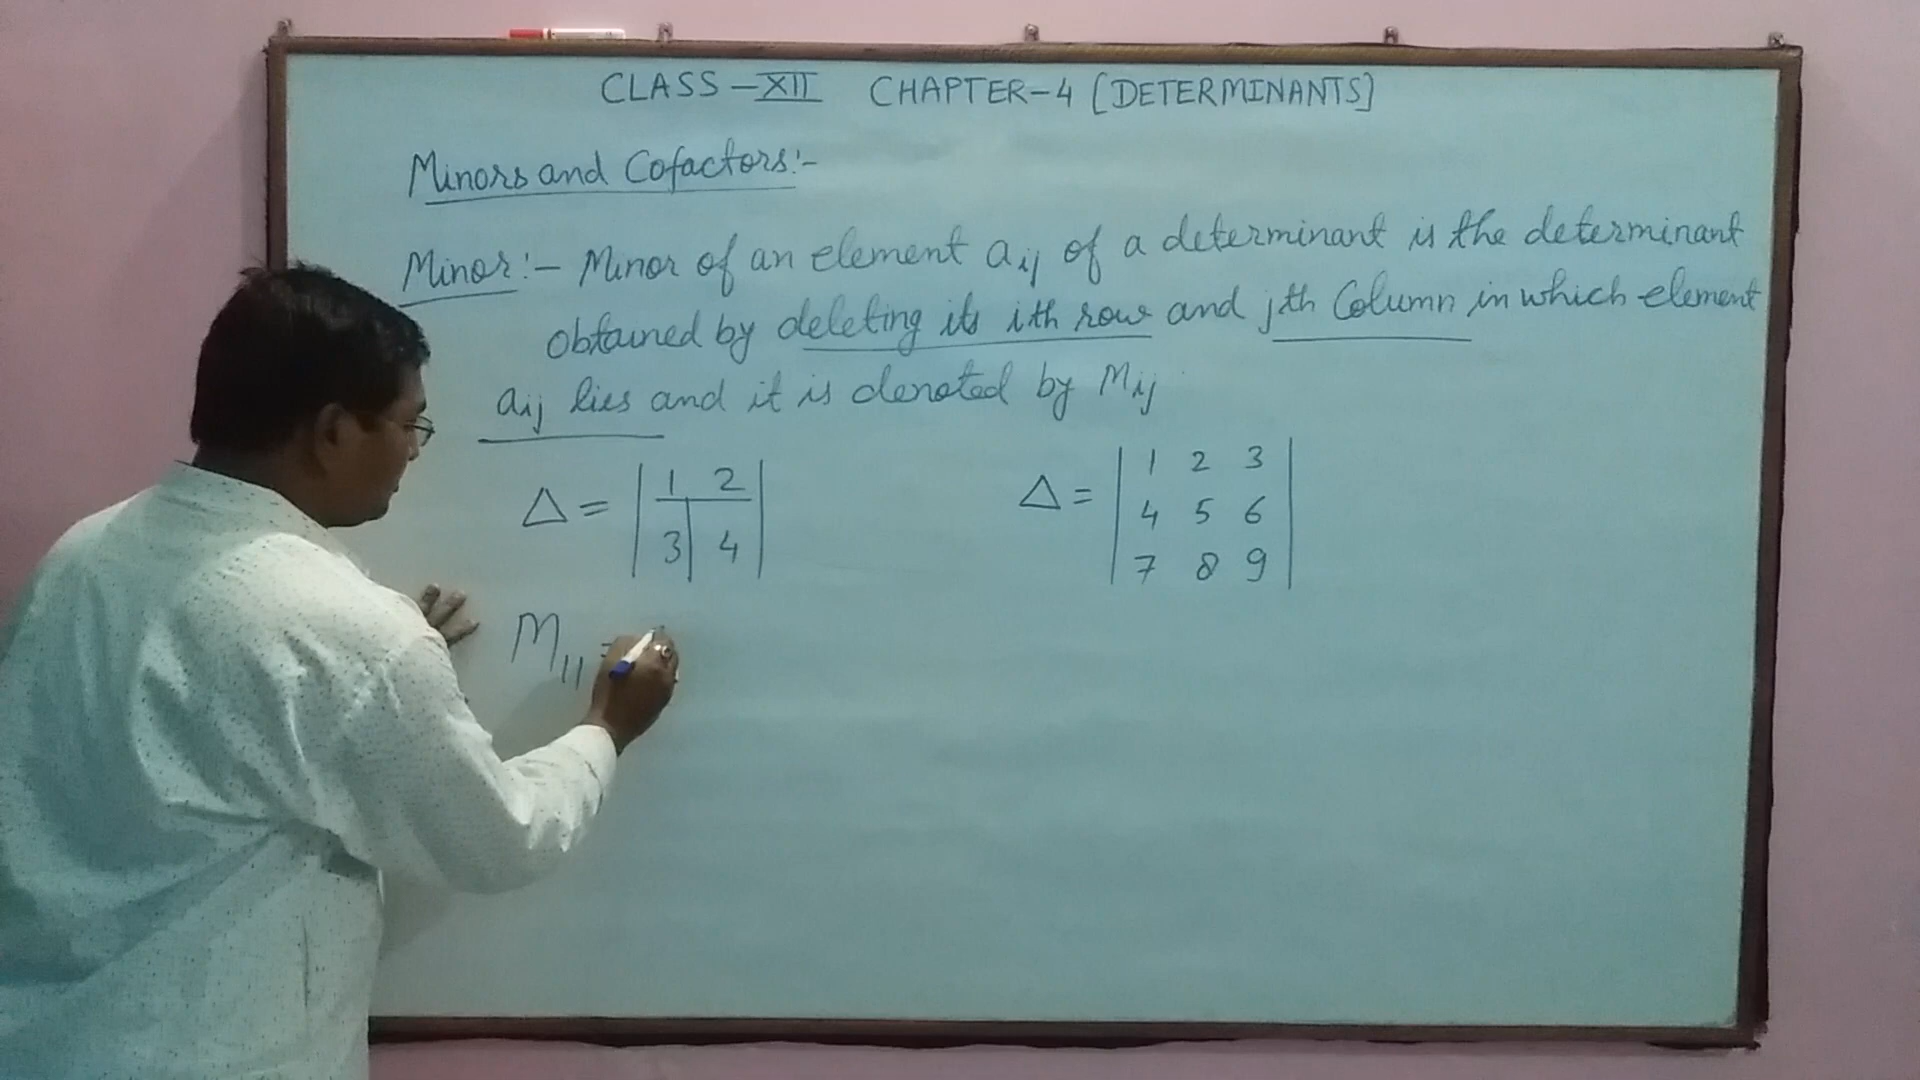 CLASS-XII CHAPTER-4 [DETERMINANTS]
Minors and Cofactors:-
Minor:- Minor of an element aij of a determinant is the determinant
obtained by deleting its ith row and jth Column in which element
aij lies and it is denoted by Mij
Δ = | 1 2 | Δ = | 1 2 3 |
| 3 4 | | 4 5 6 |
| 7 8 9 |
M11 =